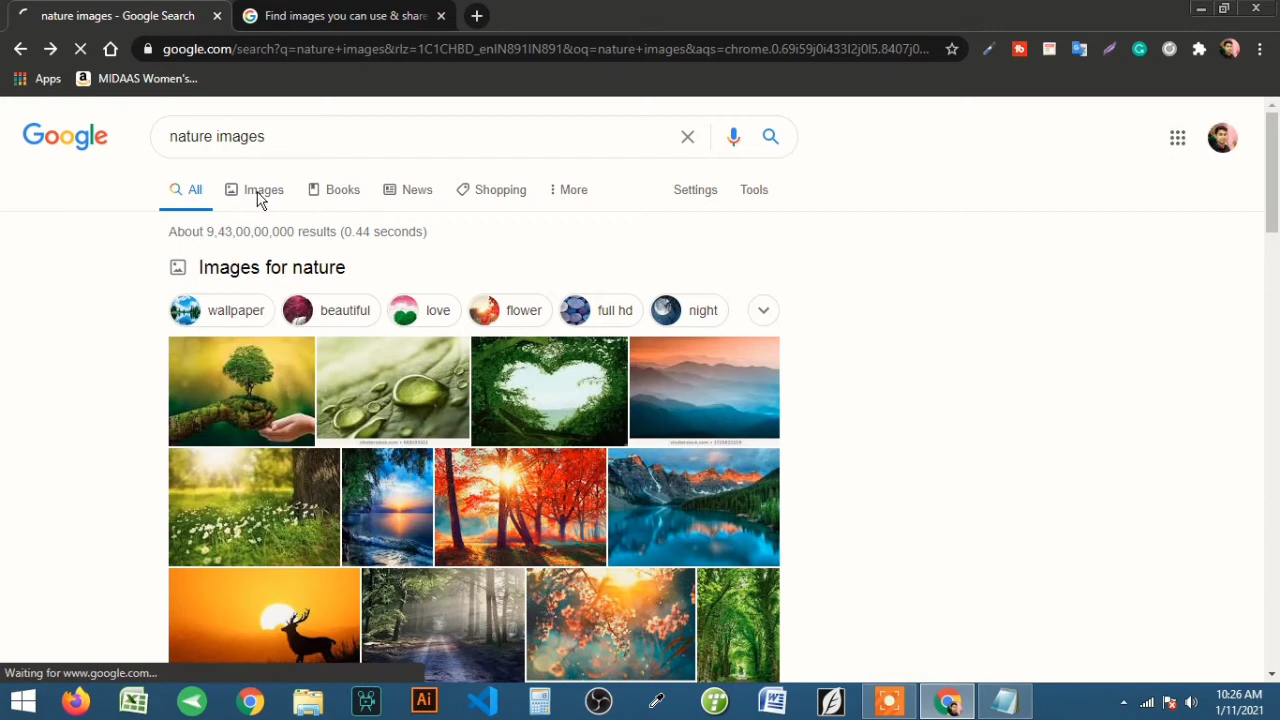 nature images - Google Search
Find images you can use & share
google.com/search?q=nature+images&rlz=1C1CHBD_enIN891IN891&oq=nature+images&aqs=chrome.0.69i59j0i433l2j0l5.8407j0...
Apps
MIDAAS Women's...
Google
nature images
All
Images
Books
News
Shopping
More
Settings
Tools
About 9,43,00,00,000 results (0.44 seconds)
Images for nature
wallpaper
beautiful
love
flower
full hd
night
Waiting for www.google.com...
Ai
10:26 AM
1/11/2021